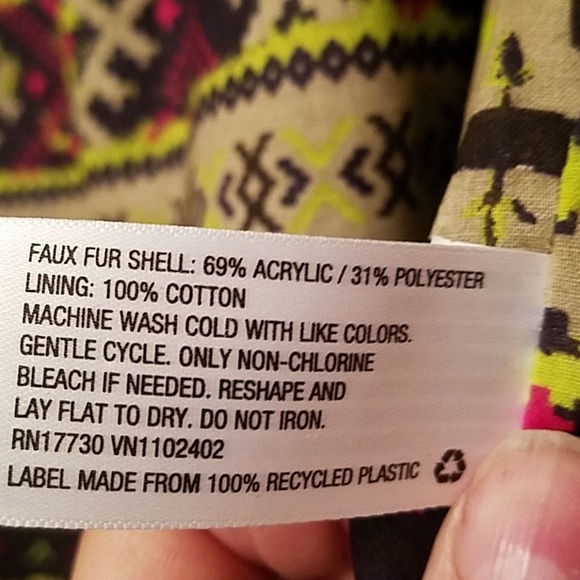 FAUX FUR SHELL: 69% ACRYLIC / 31% POLYESTER
LINING: 100% COTTON
MACHINE WASH COLD WITH LIKE COLORS.
GENTLE CYCLE. ONLY NON-CHLORINE
BLEACH IF NEEDED. RESHAPE AND
LAY FLAT TO DRY. DO NOT IRON.
RN17730 VN1102402
LABEL MADE FROM 100% RECYCLED PLASTIC